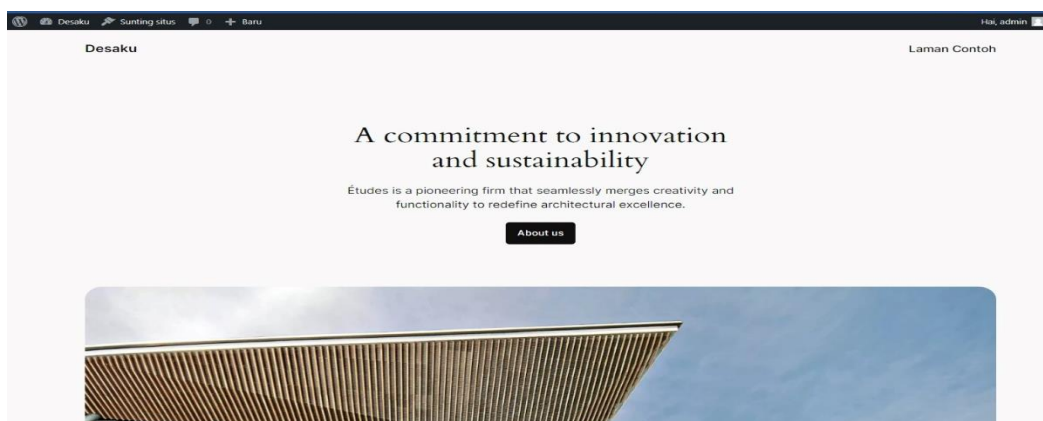 Desaku Sunting situs 0 + Baru Hai, admin
Desaku Laman Contoh
A commitment to innovation
and sustainability
Études is a pioneering firm that seamlessly merges creativity and
functionality to redefine architectural excellence.
About us